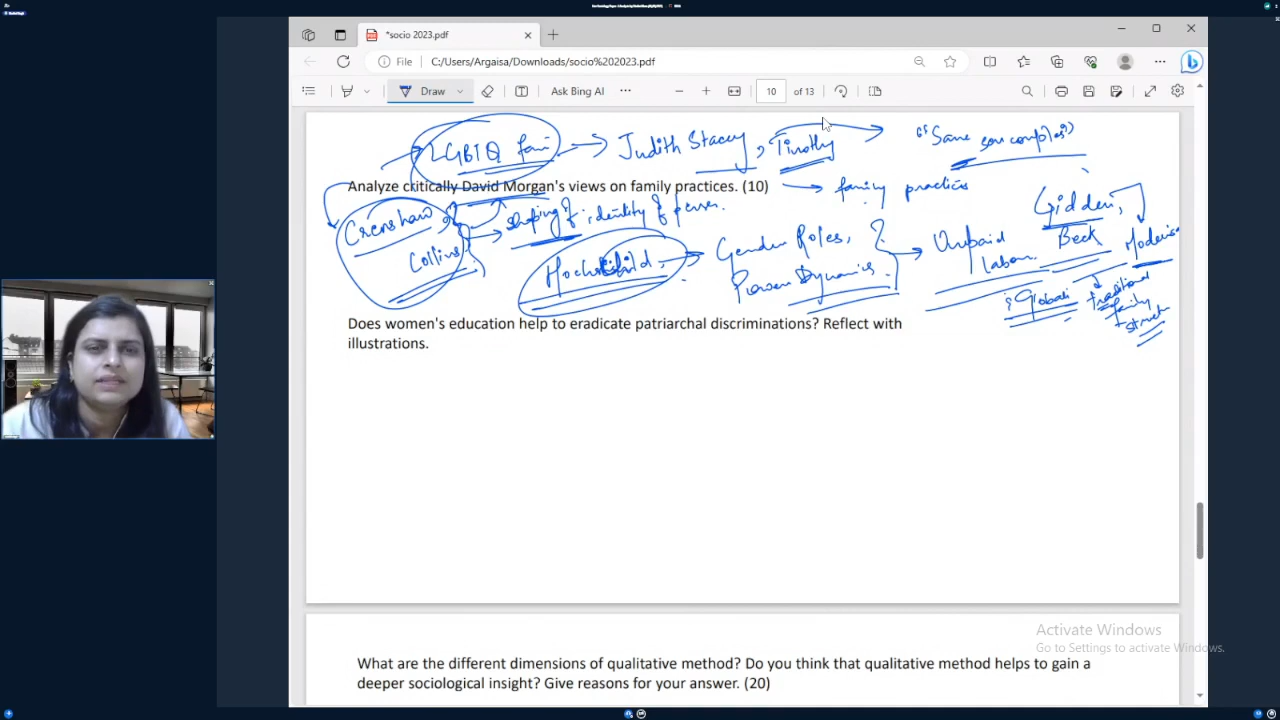 *socio 2023.pdf
File C:/Users/Argaisa/Downloads/socio%202023.pdf
Draw Ask Bing AI 10 of 13
LGBTQ fam → Judith Stacey, Timothy → "Same sex couples"
Analyze critically David Morgan's views on family practices. (10) → family practices
Crenshaw & Collins
shaping of identity of person.
Hochschild, → Gender Roles, Power Dynamics
Unpaid labour
Giddens, Beck
traditional family
Does women's education help to eradicate patriarchal discriminations? Reflect with
illustrations.
Activate Windows
Go to Settings to activate Windows.
What are the different dimensions of qualitative method? Do you think that qualitative method helps to gain a
deeper sociological insight? Give reasons for your answer. (20)